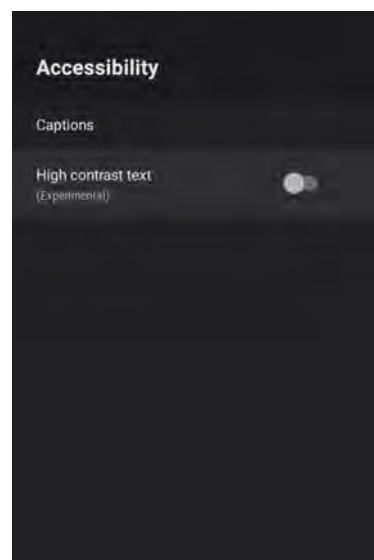 Accessibility
Captions
High contrast text
(Experimental)